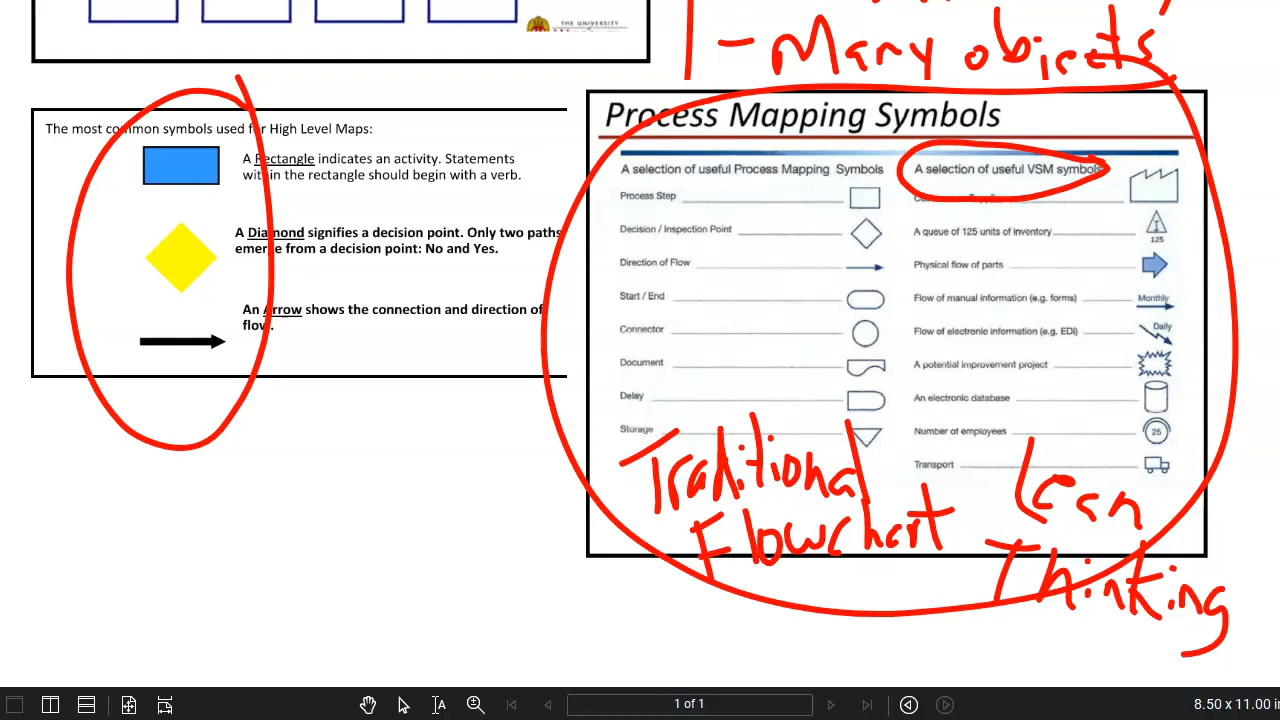 THE UNIVERSITY
- Many objects
The most common symbols used for High Level Maps:
A Rectangle indicates an activity. Statements
within the rectangle should begin with a verb.
A Diamond signifies a decision point. Only two paths
emerge from a decision point: No and Yes.
An Arrow shows the connection and direction of
flow.
Process Mapping Symbols
A selection of useful Process Mapping Symbols
Process Step
Decision / Inspection Point
Direction of Flow
Start / End
Connector
Document
Delay
Storage
A selection of useful VSM symbols
A queue of 125 units of inventory
125
Physical flow of parts
Flow of manual information (e.g. forms)
Monthly
Flow of electronic information (e.g. EDI)
Daily
A potential improvement project
An electronic database
Number of employees
25
Transport
Traditional
Flowchart
Lean
Thinking
1 of 1
8.50 x 11.00